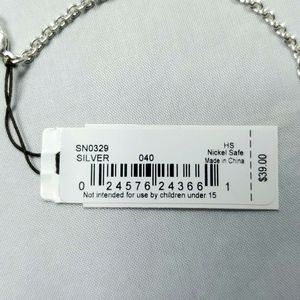 SN0329
SILVER 040
HS
Nickel Safe
Made in China
0 24576 24366 1
Not intended for use by children under 15
$39.00